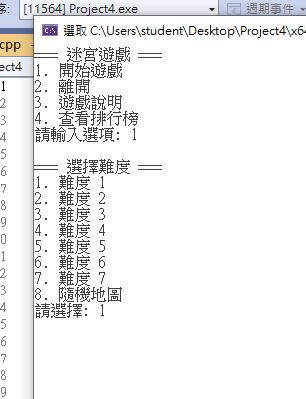 序: [11564] Project4.exe 週期事件
cpp 選取 C:\Users\student\Desktop\Project4\x6
ect4
=== 迷宮遊戲 ===
1. 開始遊戲
2. 離開
3. 遊戲說明
4. 查看排行榜
請輸入選項: 1
=== 選擇難度 ===
1. 難度 1
2. 難度 2
3. 難度 3
4. 難度 4
5. 難度 5
6. 難度 6
7. 難度 7
8. 隨機地圖
請選擇: 1